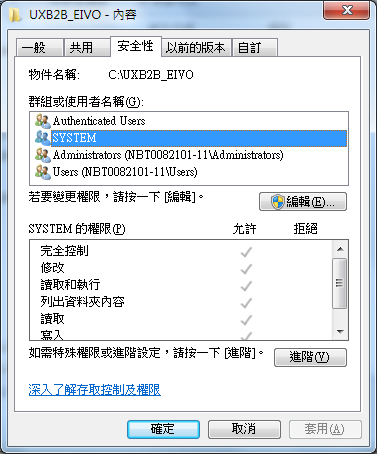 UXB2B_EIVO - 內容
一般 共用 安全性 以前的版本 自訂
物件名稱: C:\UXB2B_EIVO
群組或使用者名稱(G):
Authenticated Users
SYSTEM
Administrators (NBT0082101-11\Administrators)
Users (NBT0082101-11\Users)
若要變更權限，請按一下 [編輯]。
編輯(E)...
SYSTEM 的權限(P) 允許 拒絕
完全控制
修改
讀取和執行
列出資料夾內容
讀取
寫入
如需特殊權限或進階設定，請按一下 [進階]。
進階(V)
深入了解存取控制及權限
確定 取消 套用(A)